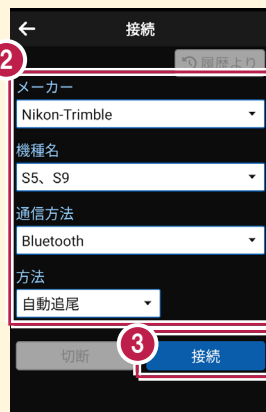 接続
履歴より
2
メーカー
Nikon-Trimble
機種名
S5、S9
通信方法
Bluetooth
方法
自動追尾
3
切断 接続